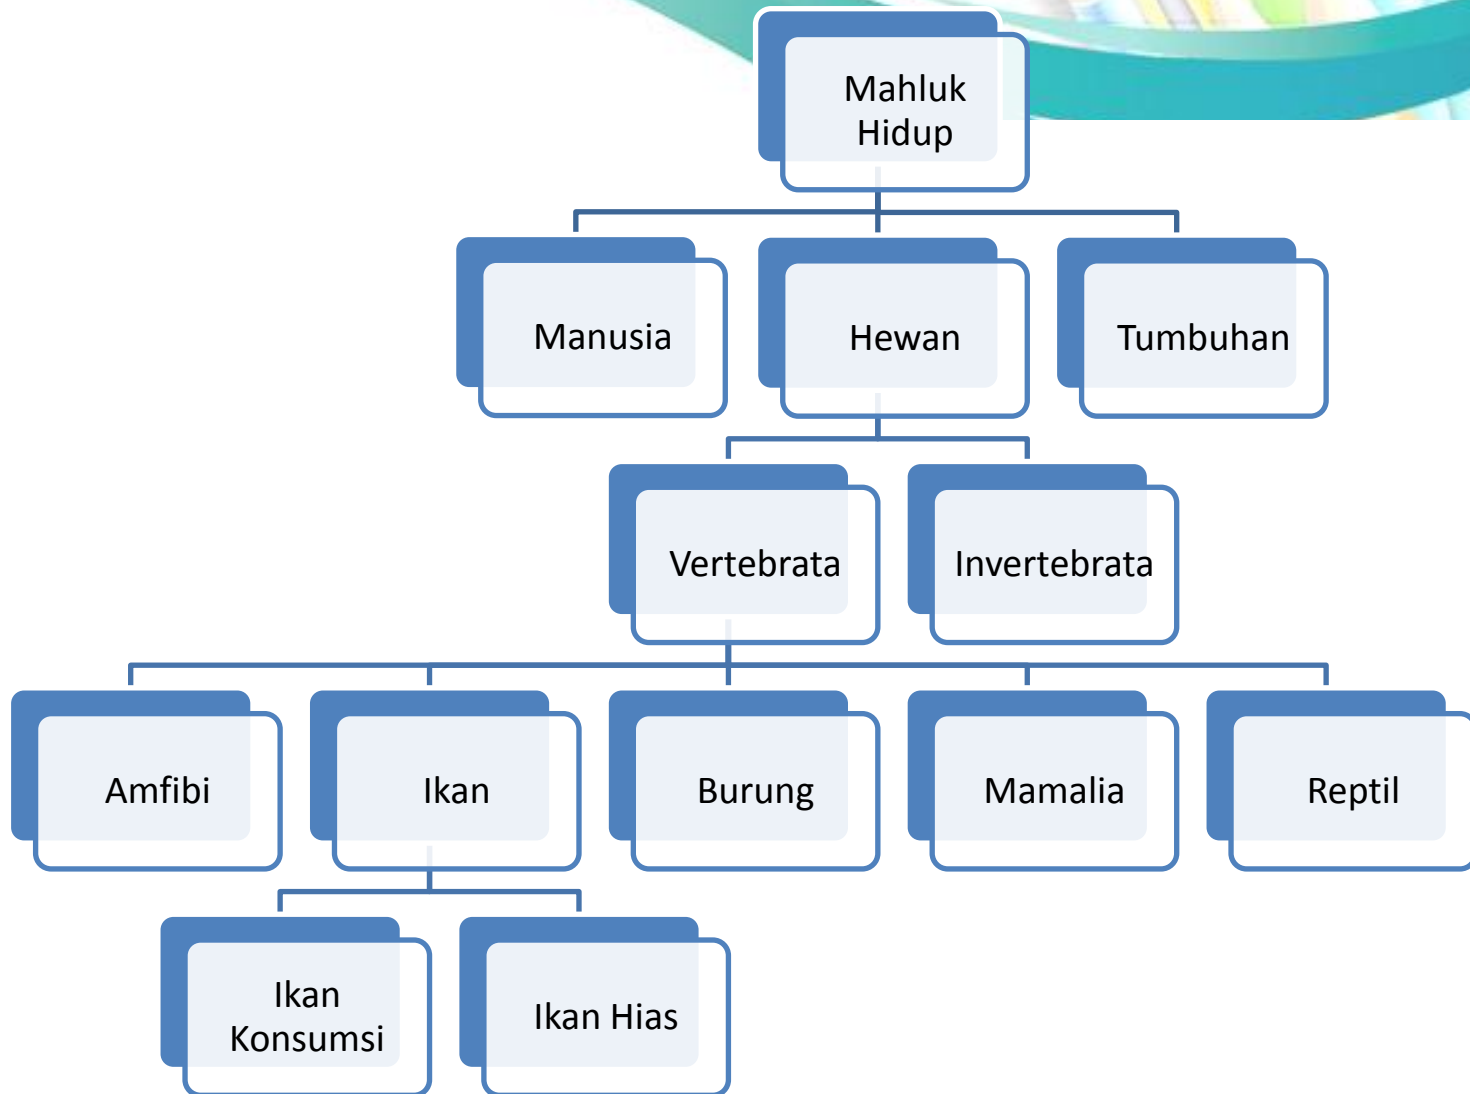 Mahluk
Hidup
Manusia
Hewan
Tumbuhan
Vertebrata
Invertebrata
Amfibi
Ikan
Burung
Mamalia
Reptil
Ikan
Konsumsi
Ikan Hias